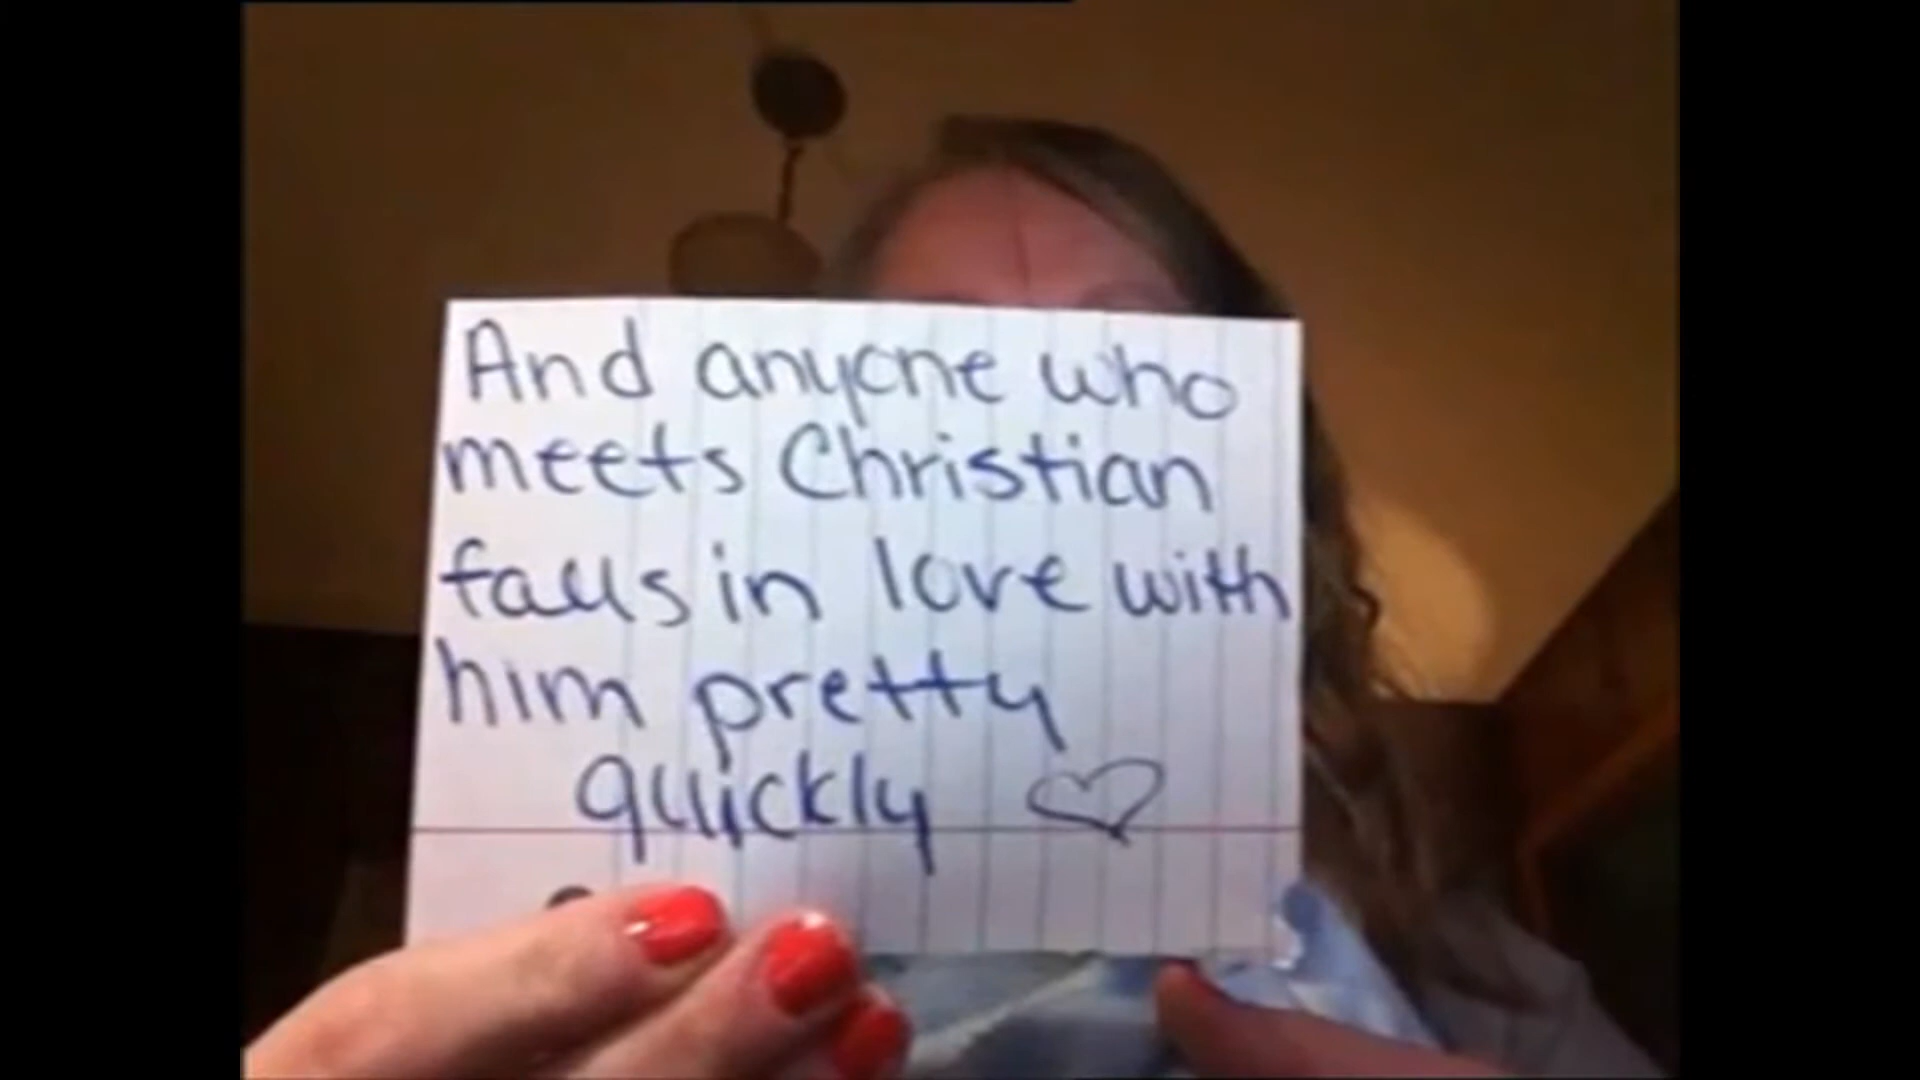 And anyone who
meets Christian
falls in love with
him pretty
quickly ♡